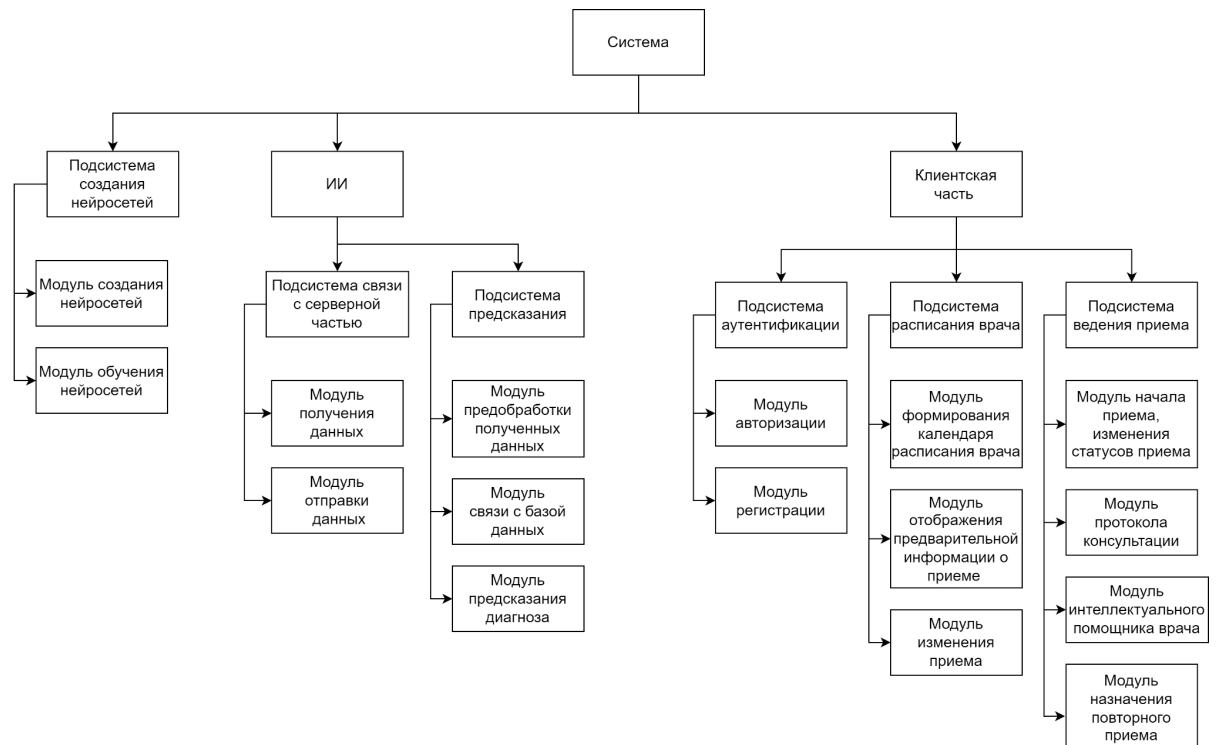 Система
Подсистема
создания
нейросетей
ИИ
Клиентская
часть
Модуль создания
нейросетей
Модуль обучения
нейросетей
Подсистема связи
с серверной
частью
Подсистема
предсказания
Модуль
получения
данных
Модуль
отправки
данных
Модуль
предобработки
полученных
данных
Модуль
связи с базой
данных
Модуль
предсказания
диагноза
Подсистема
аутентификации
Подсистема
расписания врача
Подсистема
ведения приема
Модуль
авторизации
Модуль
регистрации
Модуль
формирования
календаря
расписания врача
Модуль
отображения
предварительной
информации о
приеме
Модуль
изменения
приема
Модуль начала
приема,
изменения
статусов приема
Модуль
протокола
консультации
Модуль
интеллектуального
помощника врача
Модуль
назначения
повторного
приема